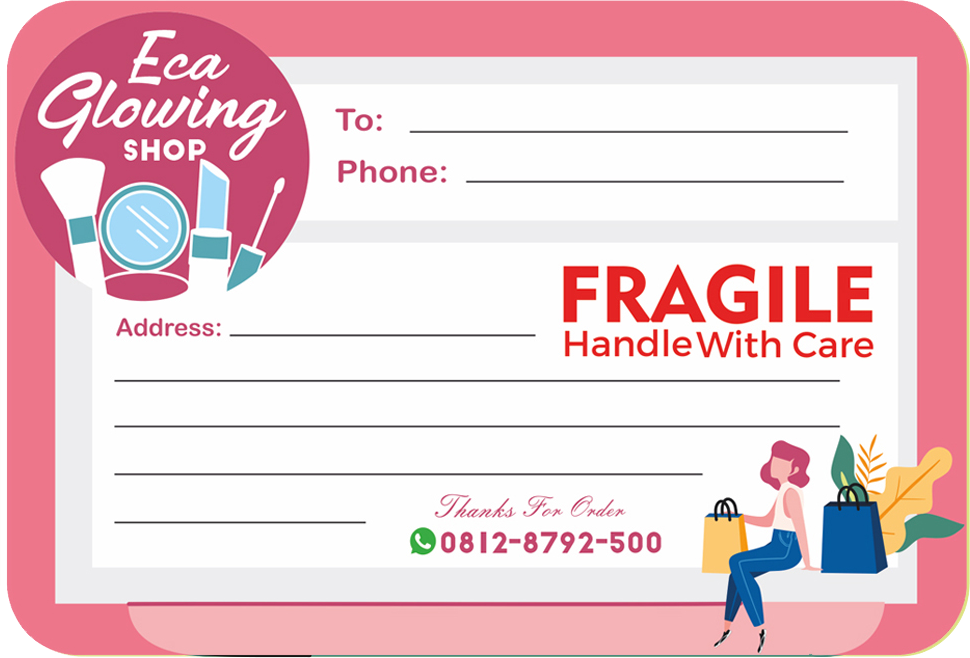 Eca
Glowing
SHOP
To:
Phone:
FRAGILE
Handle With Care
Address:
Thanks For Order
0812-8792-500